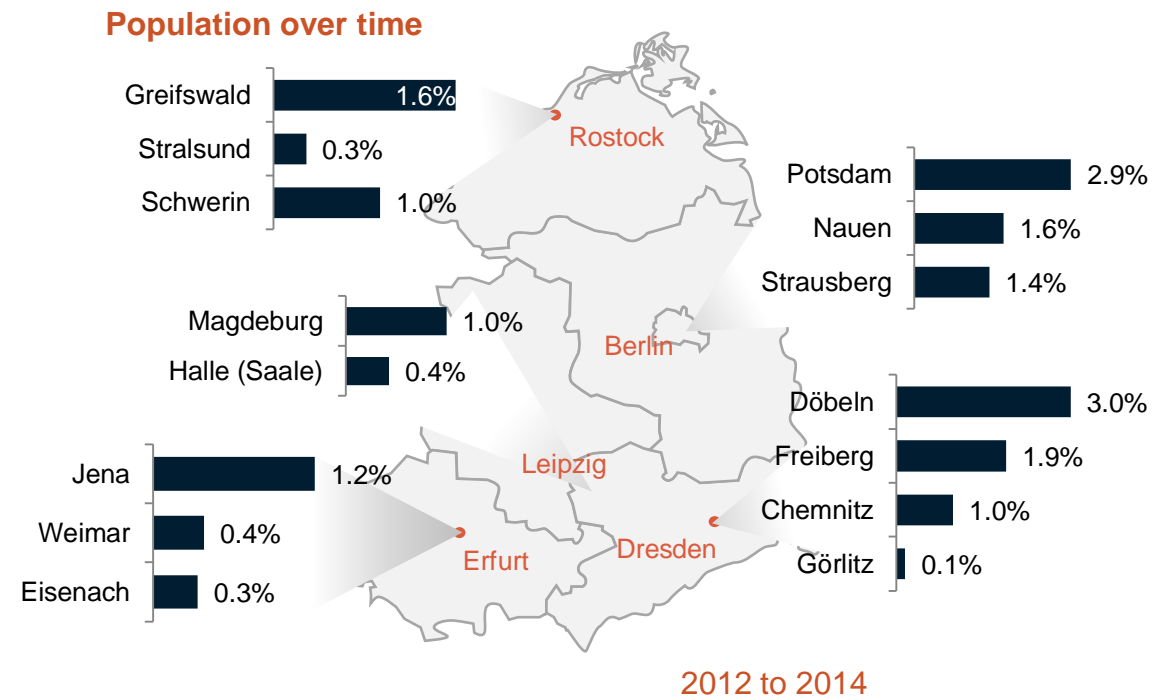 Population over time
Greifswald 1.6%
Stralsund 0.3%
Schwerin 1.0%
Rostock
Potsdam 2.9%
Nauen 1.6%
Strausberg 1.4%
Magdeburg 1.0%
Halle (Saale) 0.4%
Berlin
Döbeln 3.0%
Freiberg 1.9%
Chemnitz 1.0%
Görlitz 0.1%
Leipzig
Jena 1.2%
Weimar 0.4%
Eisenach 0.3%
Erfurt
Dresden
2012 to 2014